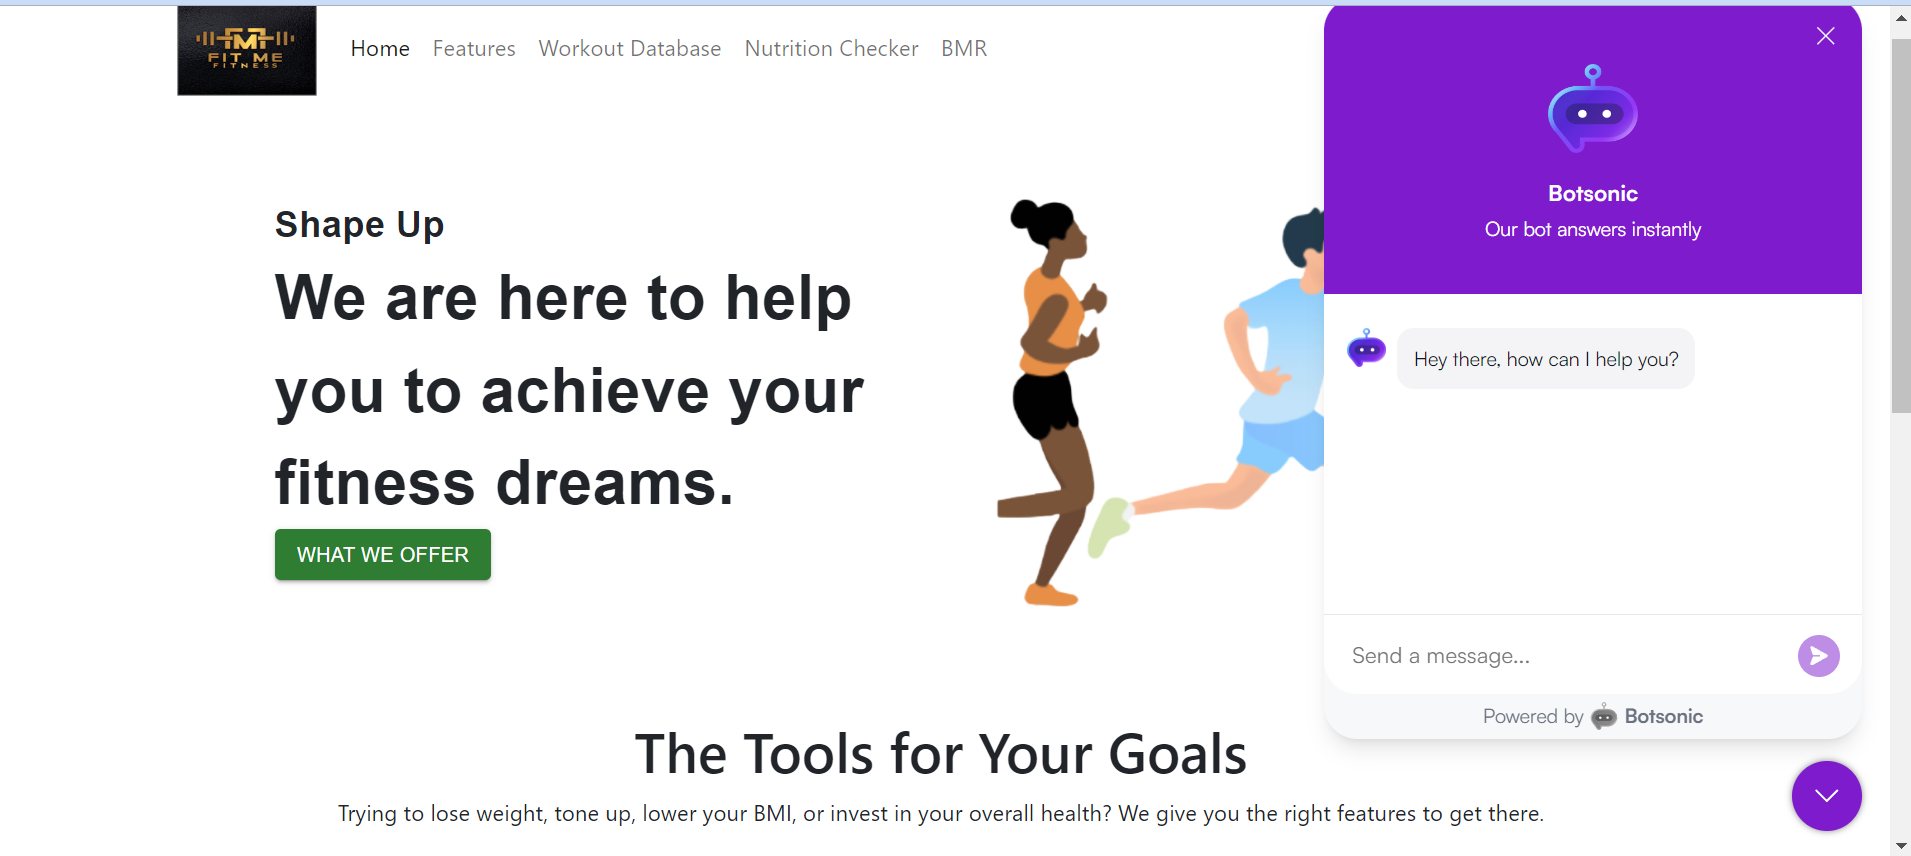 FMF
FIT ME
FITNESS
Home Features Workout Database Nutrition Checker BMR
Shape Up
We are here to help
you to achieve your
fitness dreams.
WHAT WE OFFER
The Tools for Your Goals
Trying to lose weight, tone up, lower your BMI, or invest in your overall health? We give you the right features to get there.
Botsonic
Our bot answers instantly
Hey there, how can I help you?
Send a message...
Powered by Botsonic